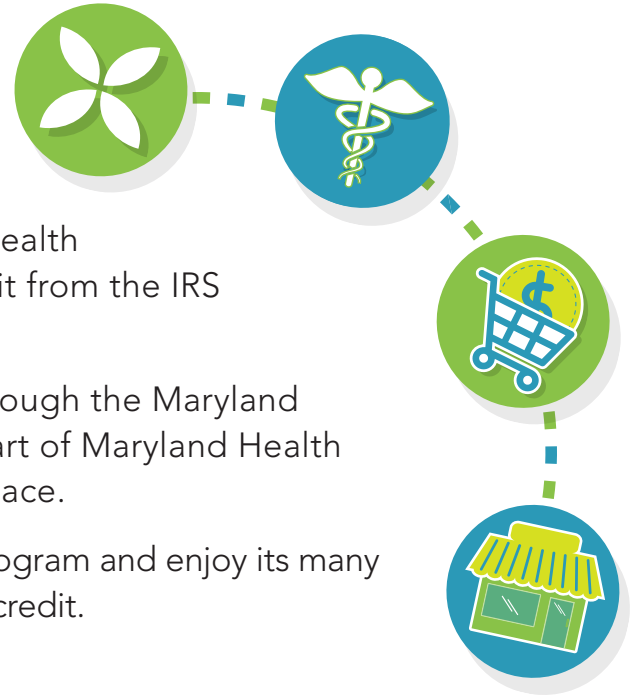 ealth
it from the IRS
ough the Maryland
art of Maryland Health
ace.
ogram and enjoy its many
credit.
$